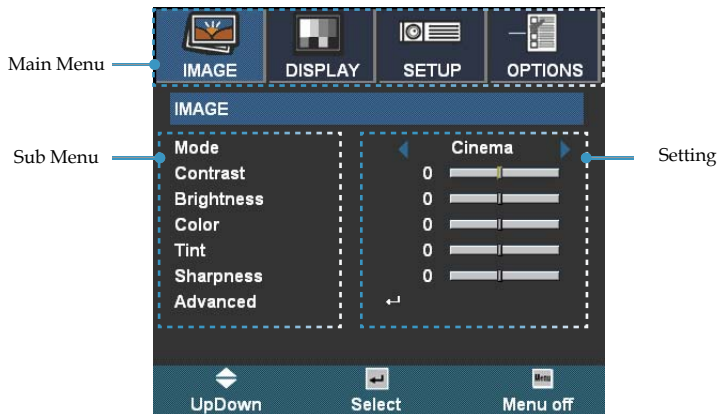 Main Menu
IMAGE DISPLAY SETUP OPTIONS
IMAGE
Sub Menu
Setting
Mode Cinema
Contrast 0
Brightness 0
Color 0
Tint 0
Sharpness 0
Advanced
Menu
UpDown Select Menu off